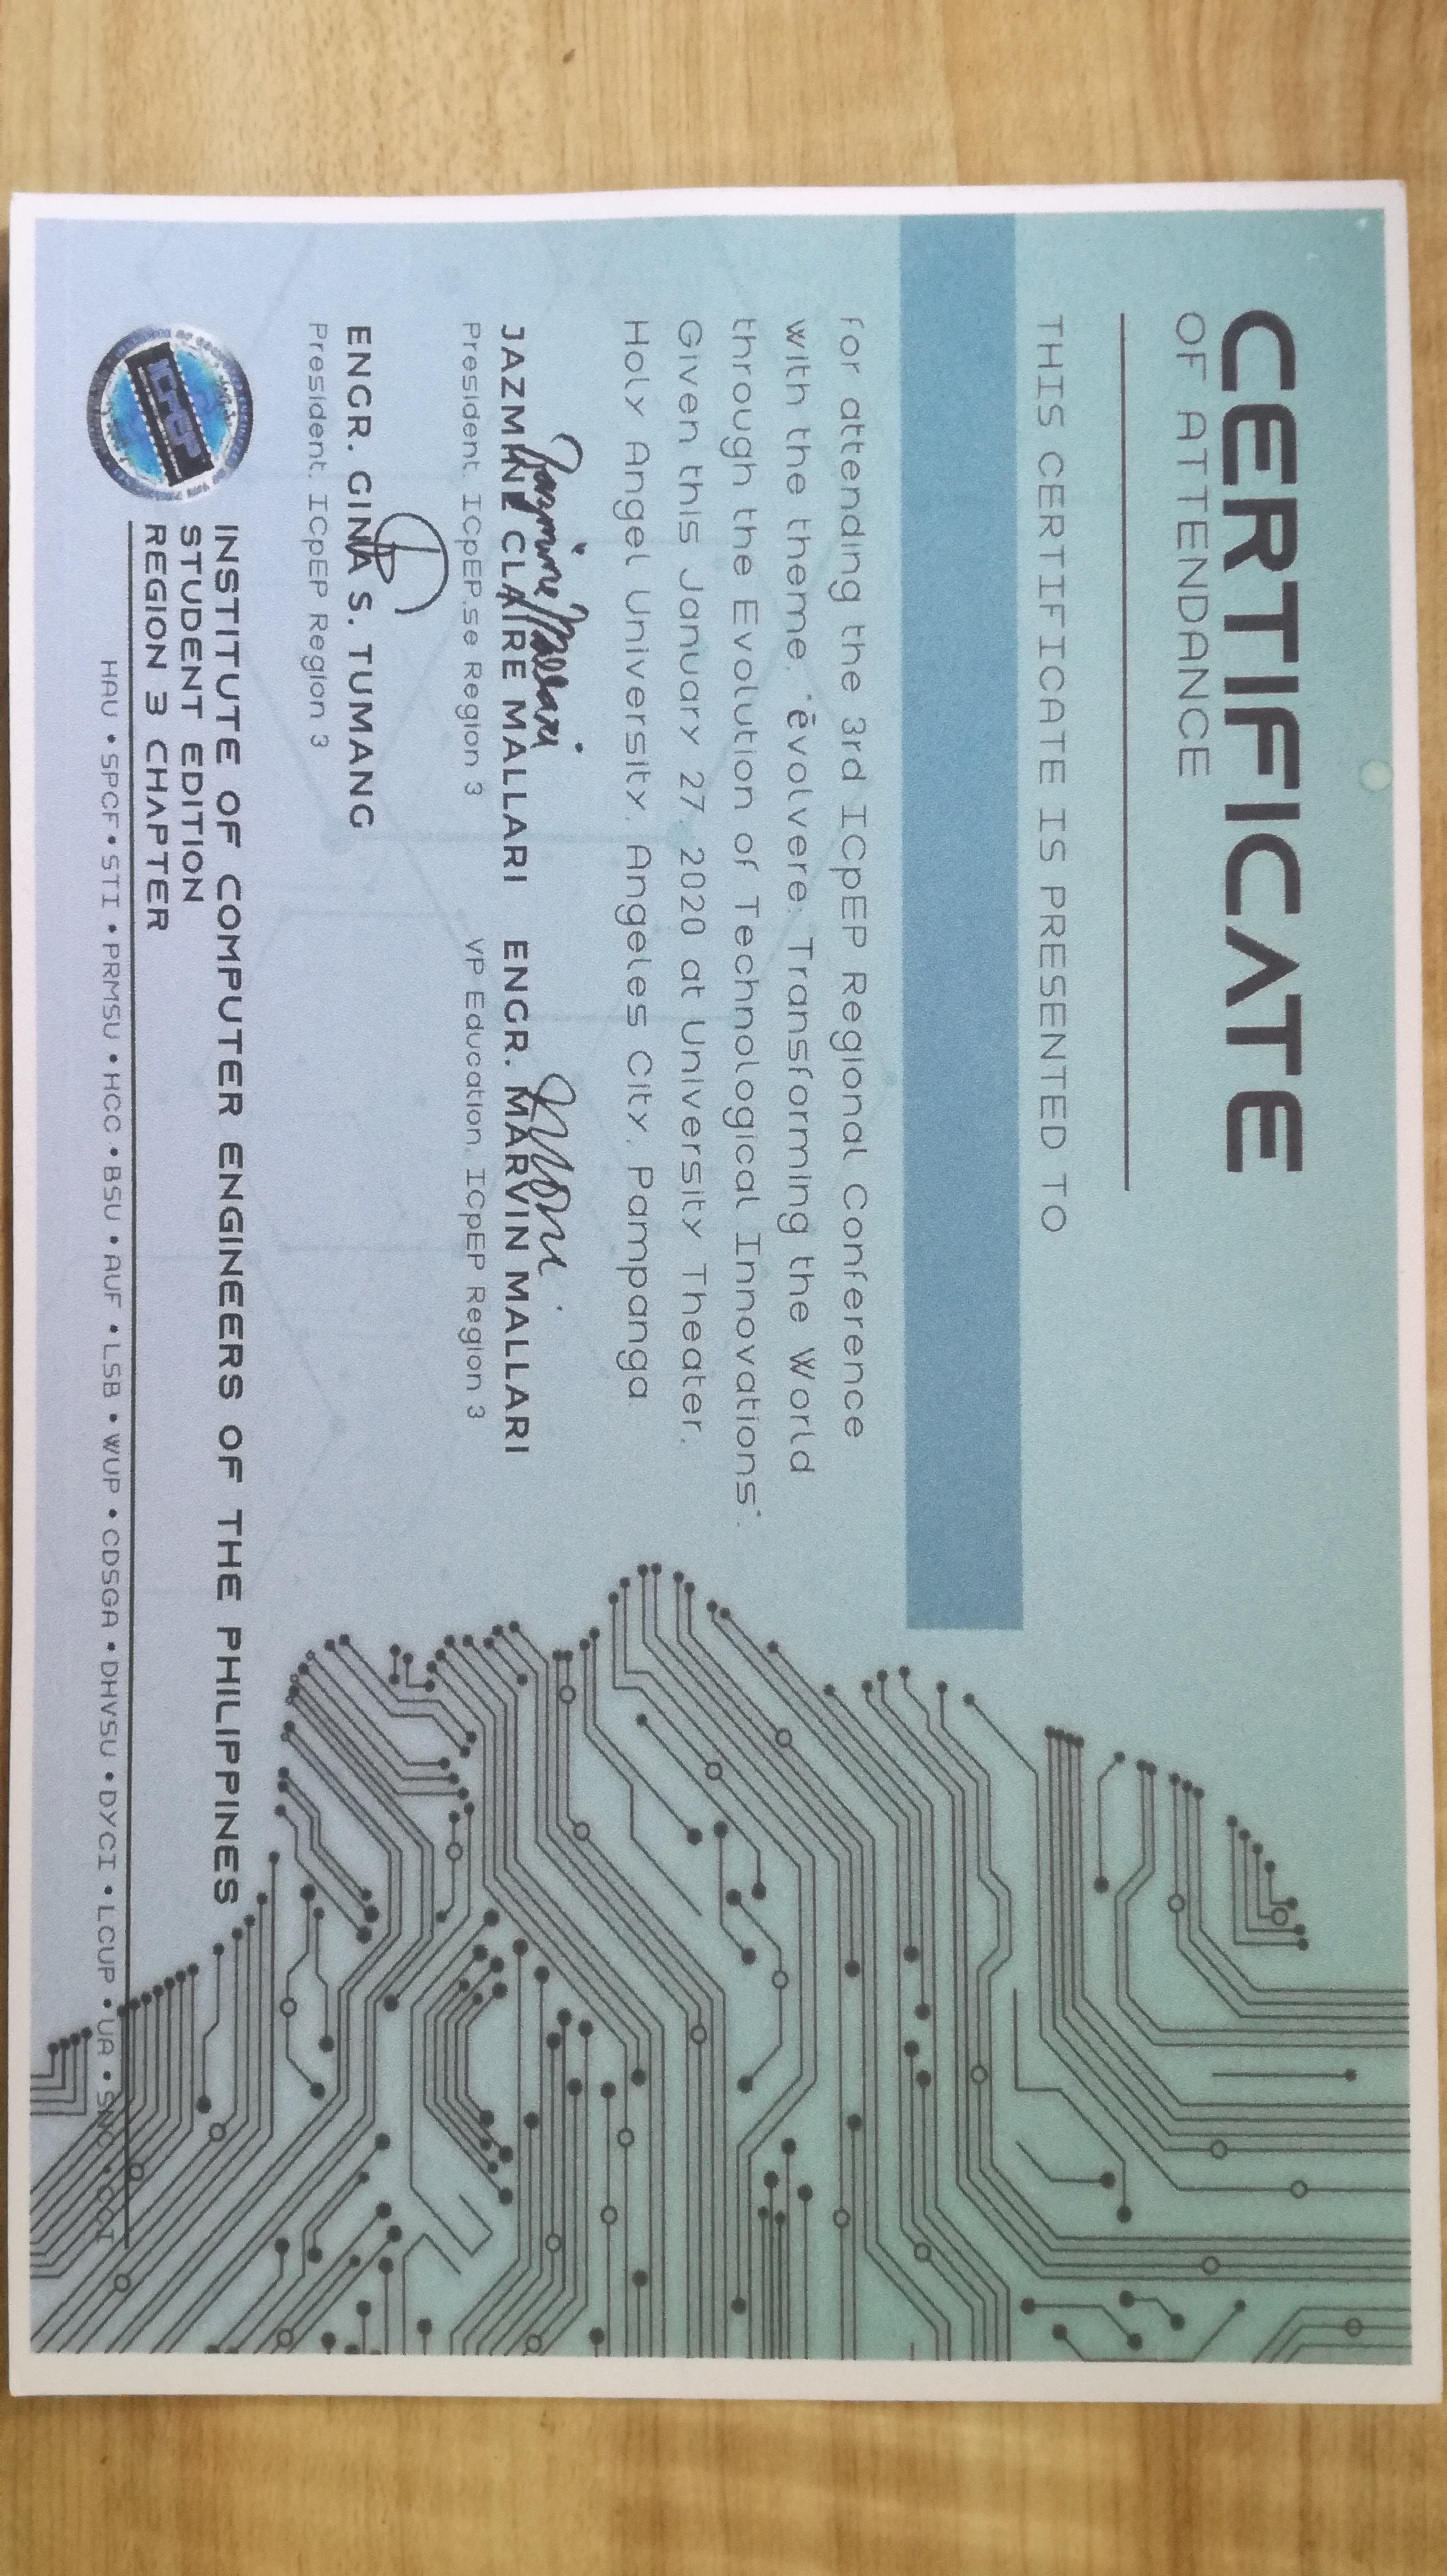 CERTIFICATE
OF ATTENDANCE
THIS CERTIFICATE IS PRESENTED TO
for attending the 3rd ICpEP Regional Conference
with the theme, "ēvolvere: Transforming the World
through the Evolution of Technological Innovations".
Given this January 27, 2020 at University Theater,
Holy Angel University, Angeles City, Pampanga.
Jazmine Mallari
JAZMINE CLAIRE MALLARI
President, ICpEP.se Region 3
ENGR. MARVIN MALLARI
VP Education, ICpEP Region 3
ENGR. GINA S. TUMANG
President, ICpEP Region 3
ICpEP
INSTITUTE OF COMPUTER ENGINEERS OF THE PHILIPPINES
STUDENT EDITION
REGION 3 CHAPTER
HAU • SPCF • STI • PRMSU • HCC • BSU • AUF • LSB • WUP • CDSGA • DHVSU • DYCI • LCUP • UA • SNC • CCI